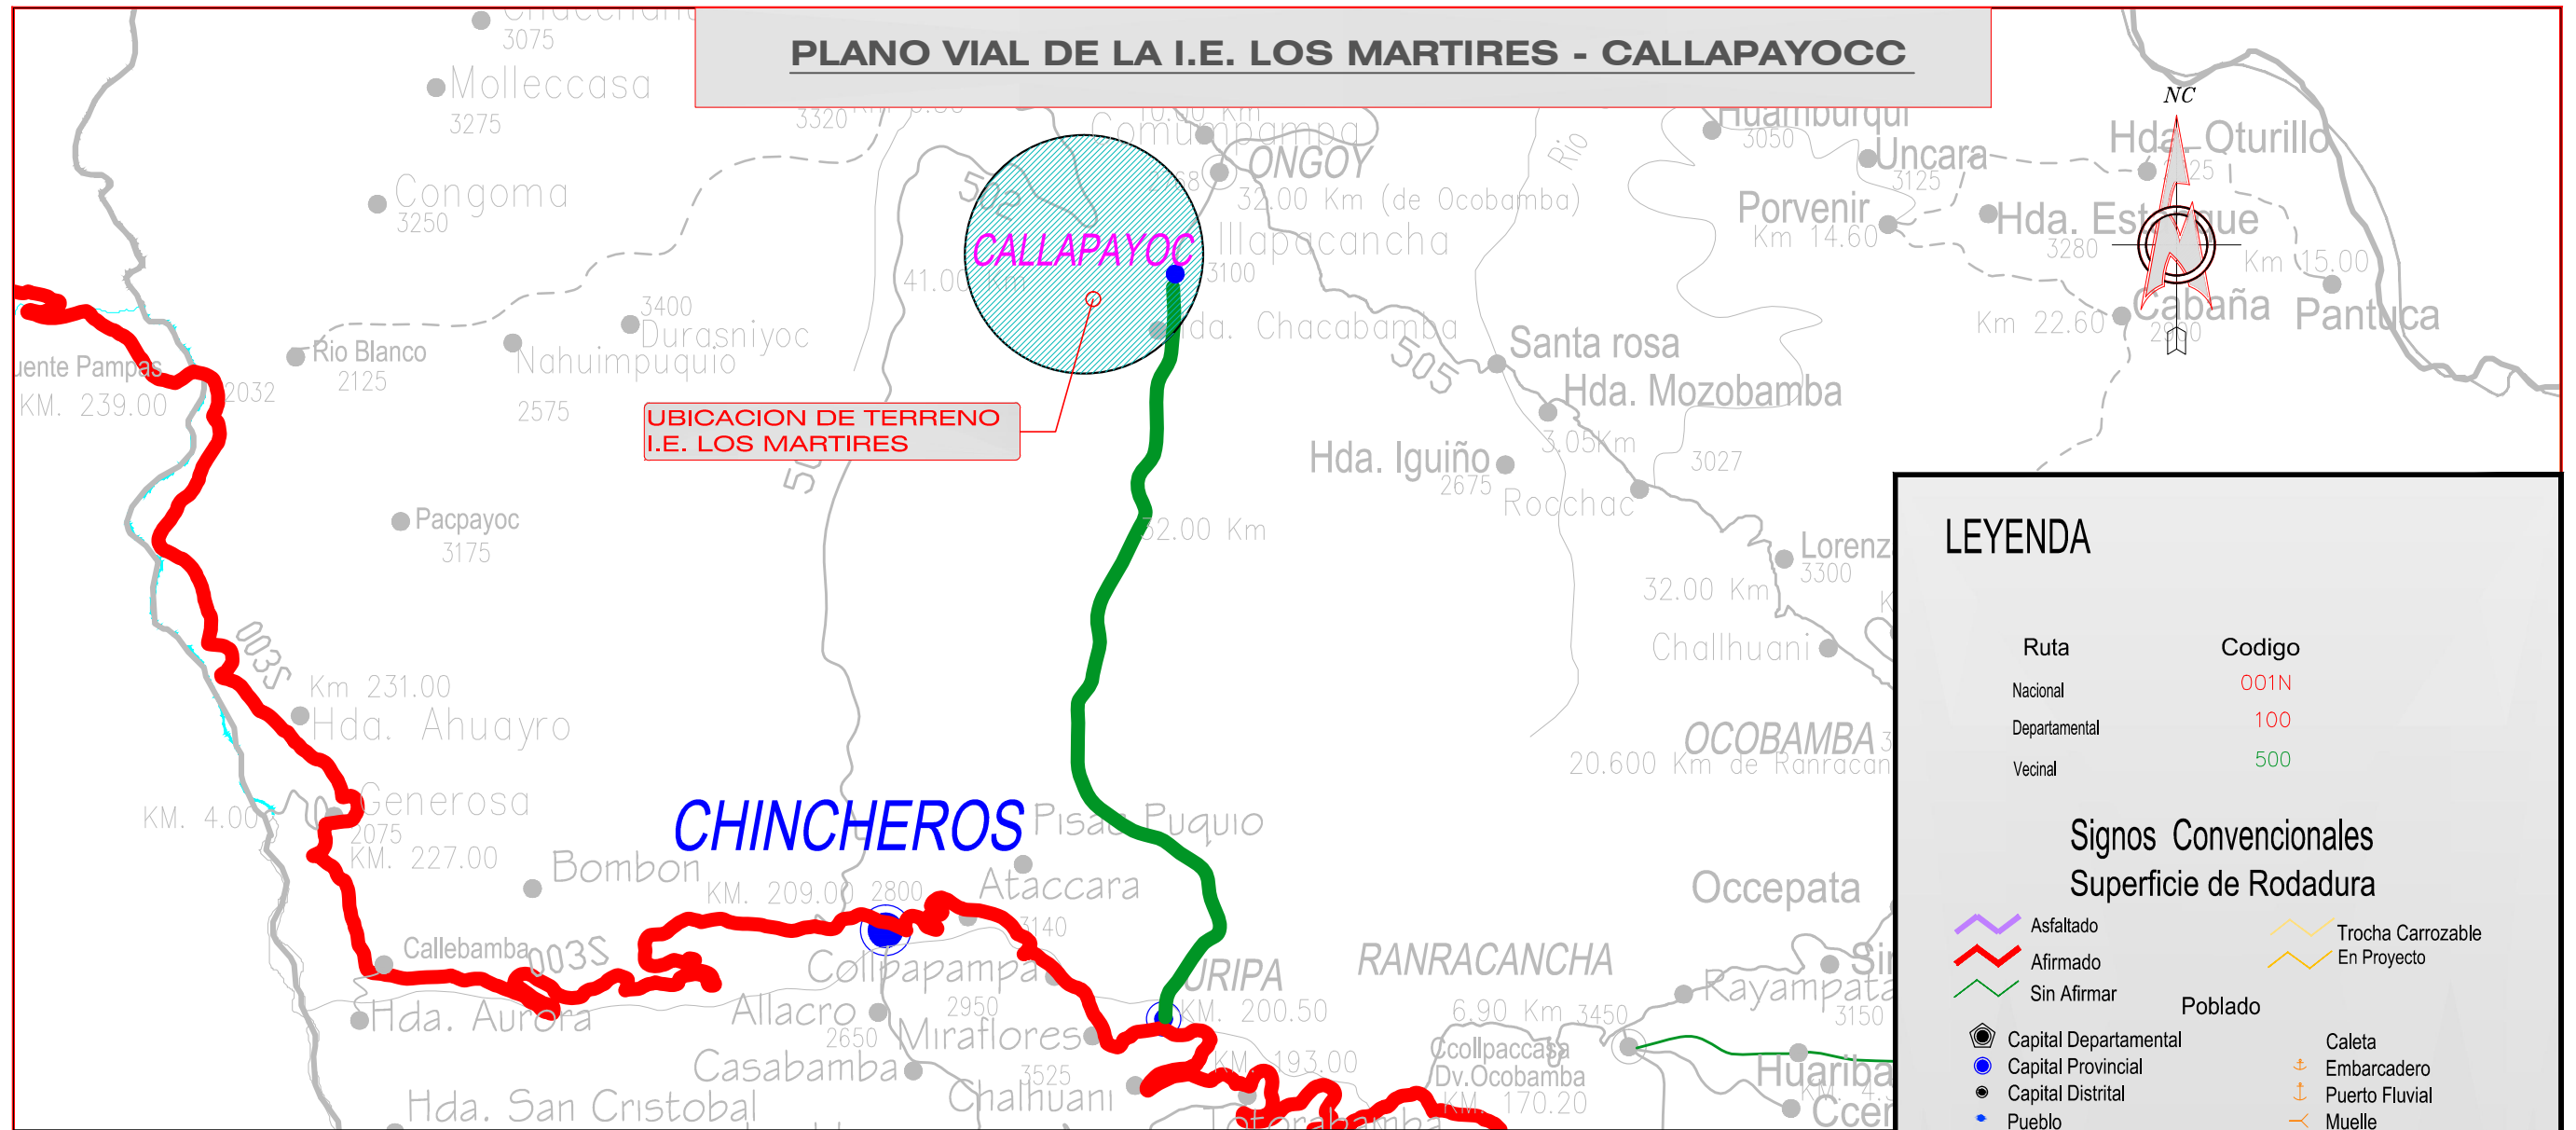 PLANO VIAL DE LA I.E. LOS MARTIRES - CALLAPAYOCC
3075
Molleccasa
3275
3320
10.00 Km
Comunpampa
ONGOY
32.00 Km (de Ocobamba)
Rio
Huamburqui
3050
Uncara
3125
NC
Hda. Oturillo
Congoma
3250
502
CALLAPAYOC
Illapacancha
3100
41.00 Km
Porvenir
Km 14.60
3280
Km 15.00
Cabaña
Km 22.60
Pantuca
3400
Durasniyoc
Rio Blanco
2125
Nahuimpuquio
2575
uente Pampas
2032
KM. 239.00
Hda. Chacabamba
505
Santa rosa
Hda. Mozobamba
3.05Km
UBICACION DE TERRENO
I.E. LOS MARTIRES
Hda. Iguiño
2675
3027
Rocchac
Pacpayoc
3175
32.00 Km
Lorenz
3300
32.00 Km
Challhuani
003S
Km 231.00
Hda. Ahuayro
OCOBAMBA
20.600 Km de Ranracan
Generosa
2075
KM. 4.00
KM. 227.00
CHINCHEROS
Pisac Puquio
Bombon
KM. 209.00
2800
Ataccara
3140
Occepata
Callebamba
003S
Collpapampa
2950
URIPA
KM. 200.50
RANRACANCHA
6.90 Km
3450
Rayampata
3150
Hda. Aurora
Allacro
2650
Miraflores
3525
Casabamba
Chalhuani
KM. 193.00
Ccollpaccasa
Dv.Ocobamba
KM. 170.20
Huariba
Ccer
Hda. San Cristobal
Totorabamba
LEYENDA
Ruta Codigo
Nacional 001N
Departamental 100
Vecinal 500
Signos Convencionales
Superficie de Rodadura
Asfaltado Trocha Carrozable
Afirmado En Proyecto
Sin Afirmar
Poblado
Capital Departamental Caleta
Capital Provincial Embarcadero
Capital Distrital Puerto Fluvial
Pueblo Muelle